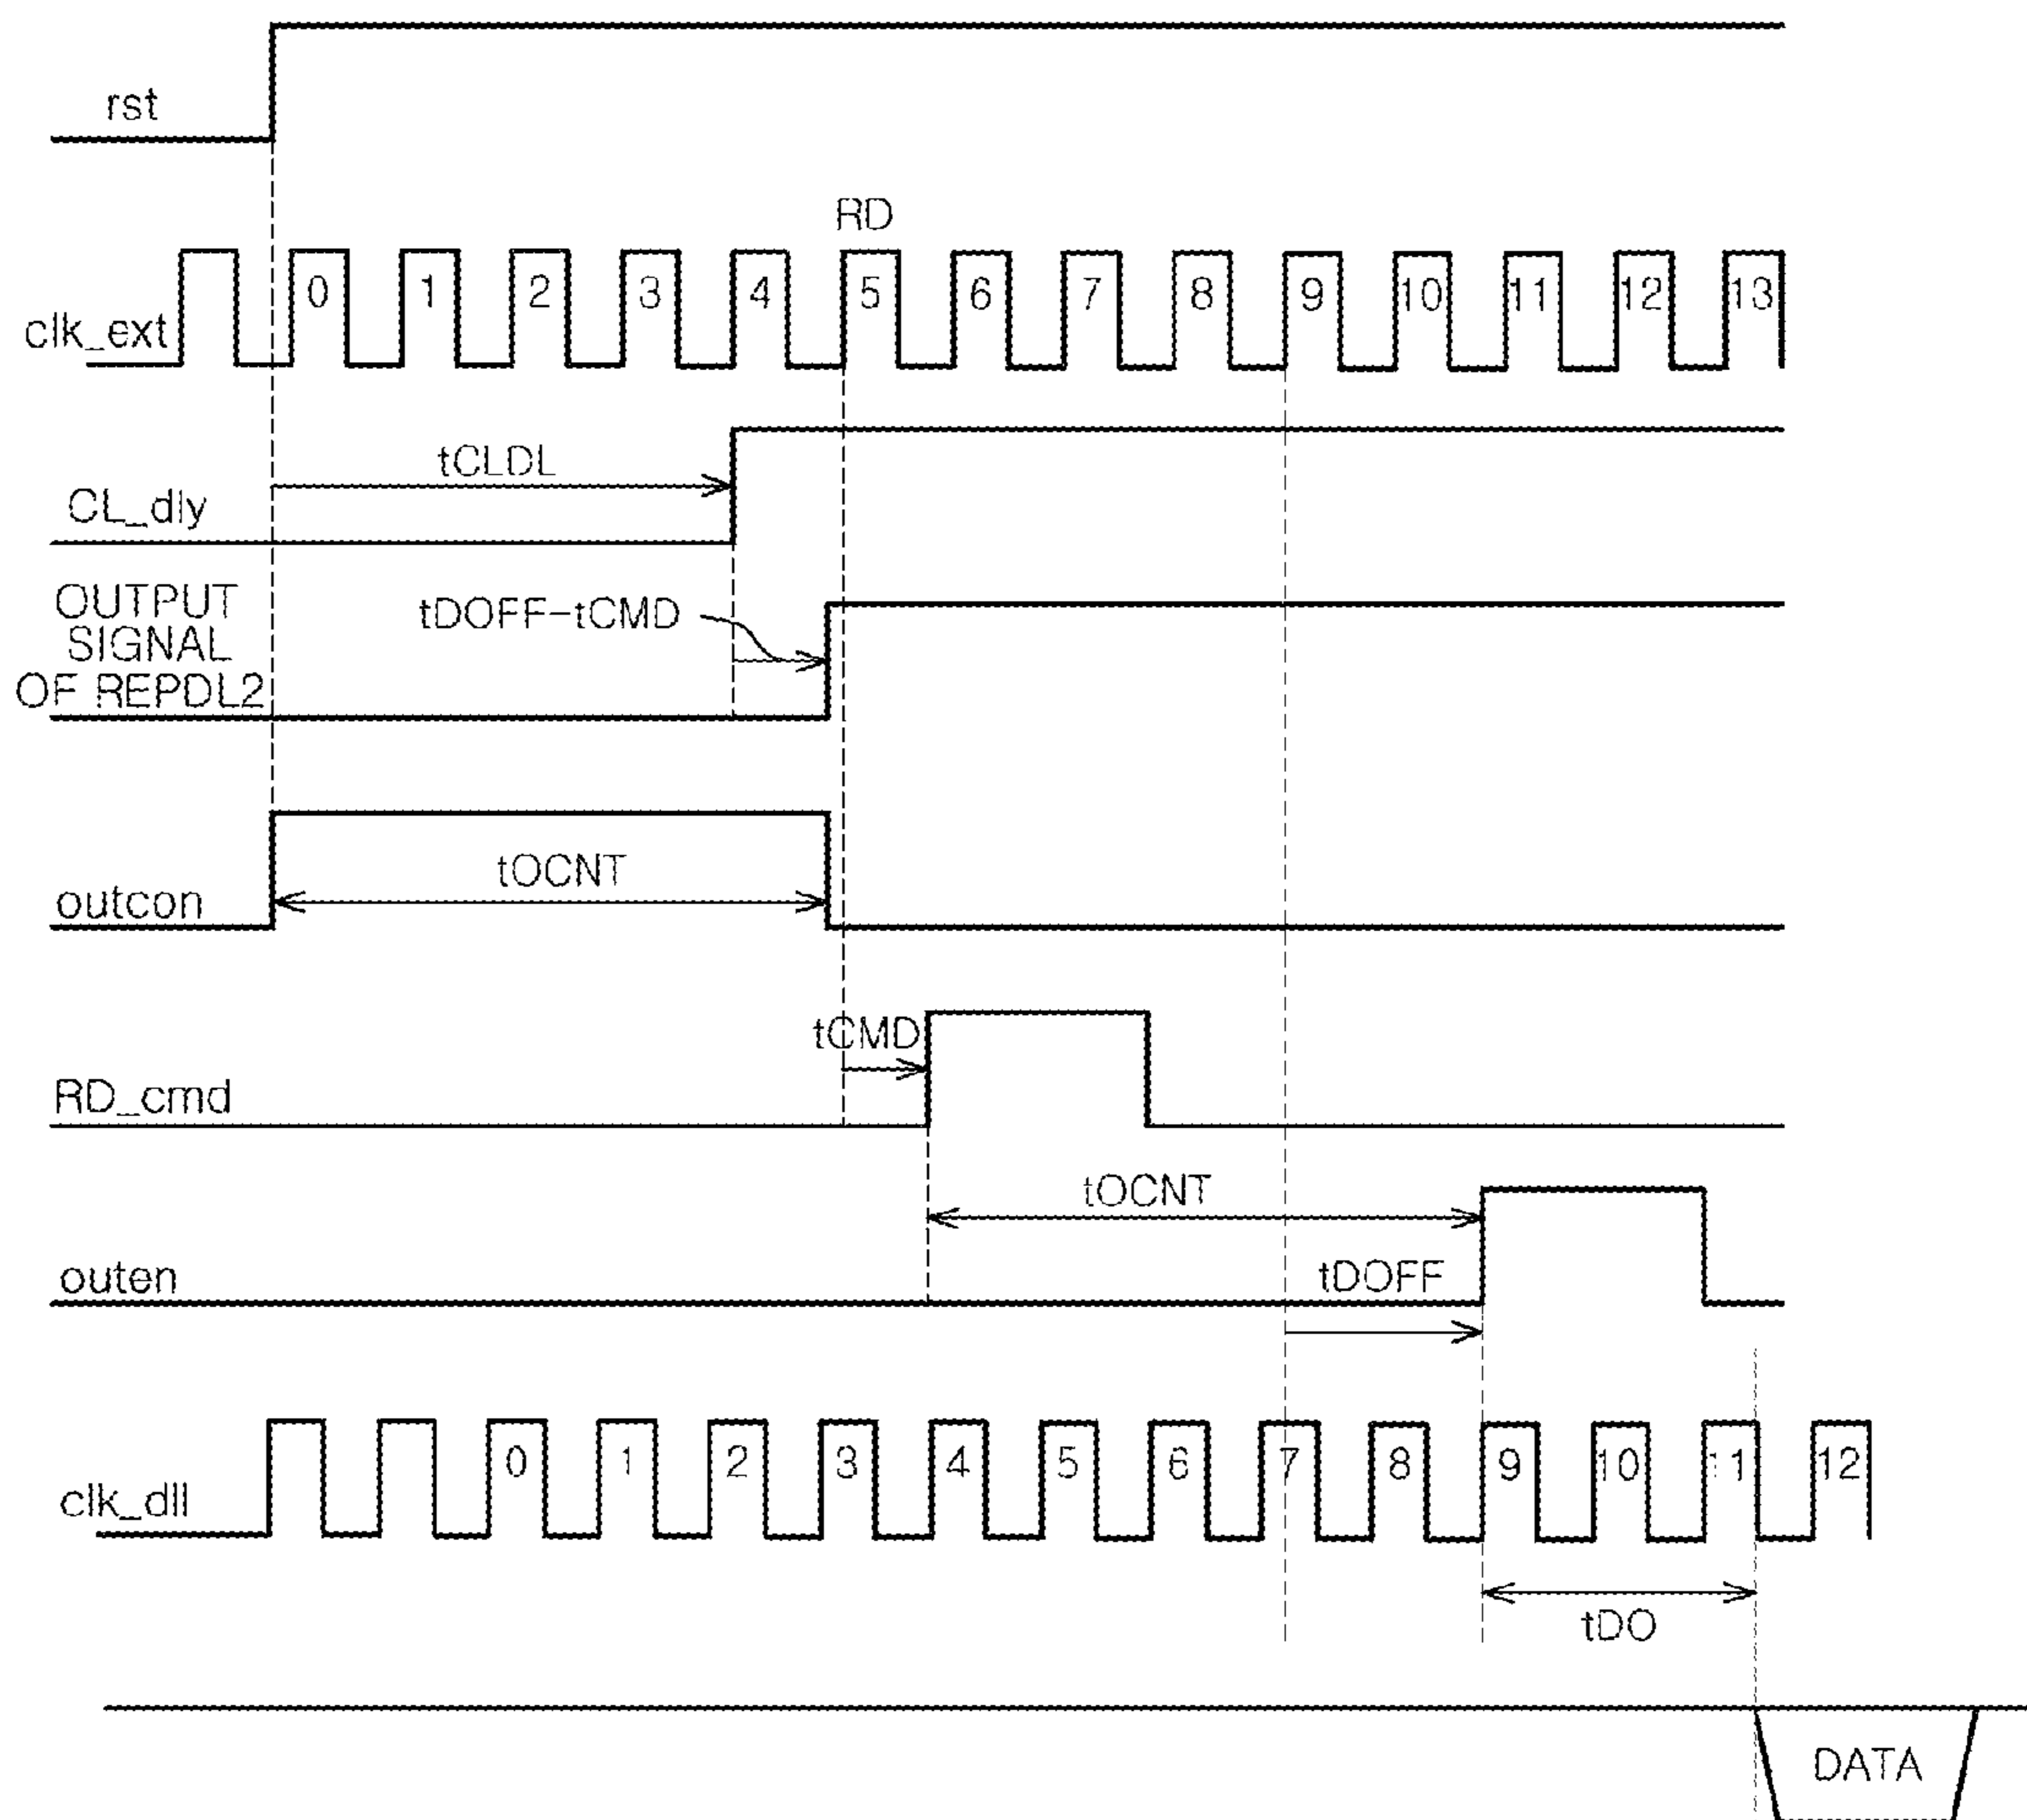 rst
RD
clk_ext
0 1 2 3 4 5 6 7 8 9 10 11 12 13
tCLDL
CL_dly
OUTPUT
SIGNAL
OF REPDL2
tDOFF-tCMD
tOCNT
outcon
tCMD
RD_cmd
tOCNT
outen
tDOFF
0 1 2 3 4 5 6 7 8 9 10 11 12
clk_dll
tDO
DATA